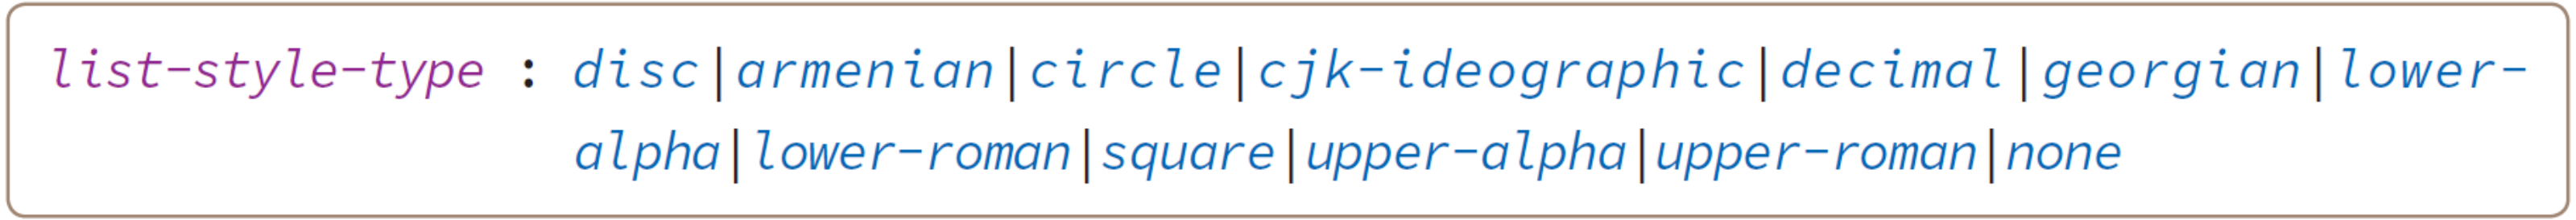 list-style-type : disc|armenian|circle|cjk-ideographic|decimal|georgian|lower-
alpha|lower-roman|square|upper-alpha|upper-roman|none